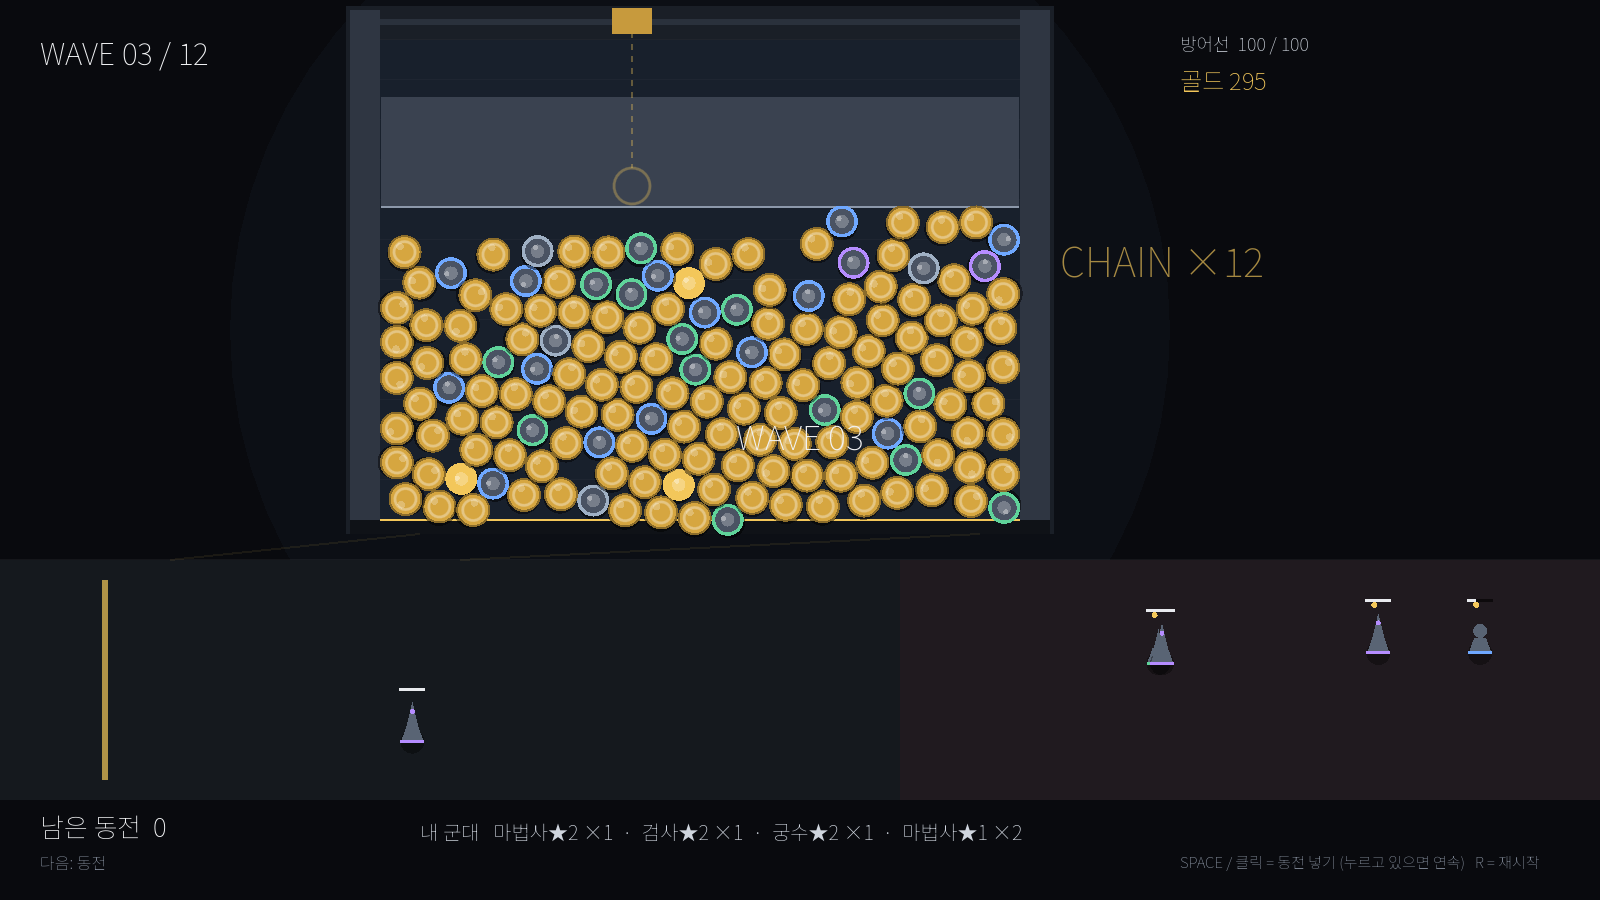 WAVE 03 / 12
방어선 100 / 100
골드 295
CHAIN ×12
WAVE 03
남은 동전 0
내 군대 마법사★2 ×1 · 검사★2 ×1 · 궁수★2 ×1 · 마법사★1 ×2
다음: 동전
SPACE / 클릭 = 동전 넣기 (누르고 있으면 연속) R = 재시작